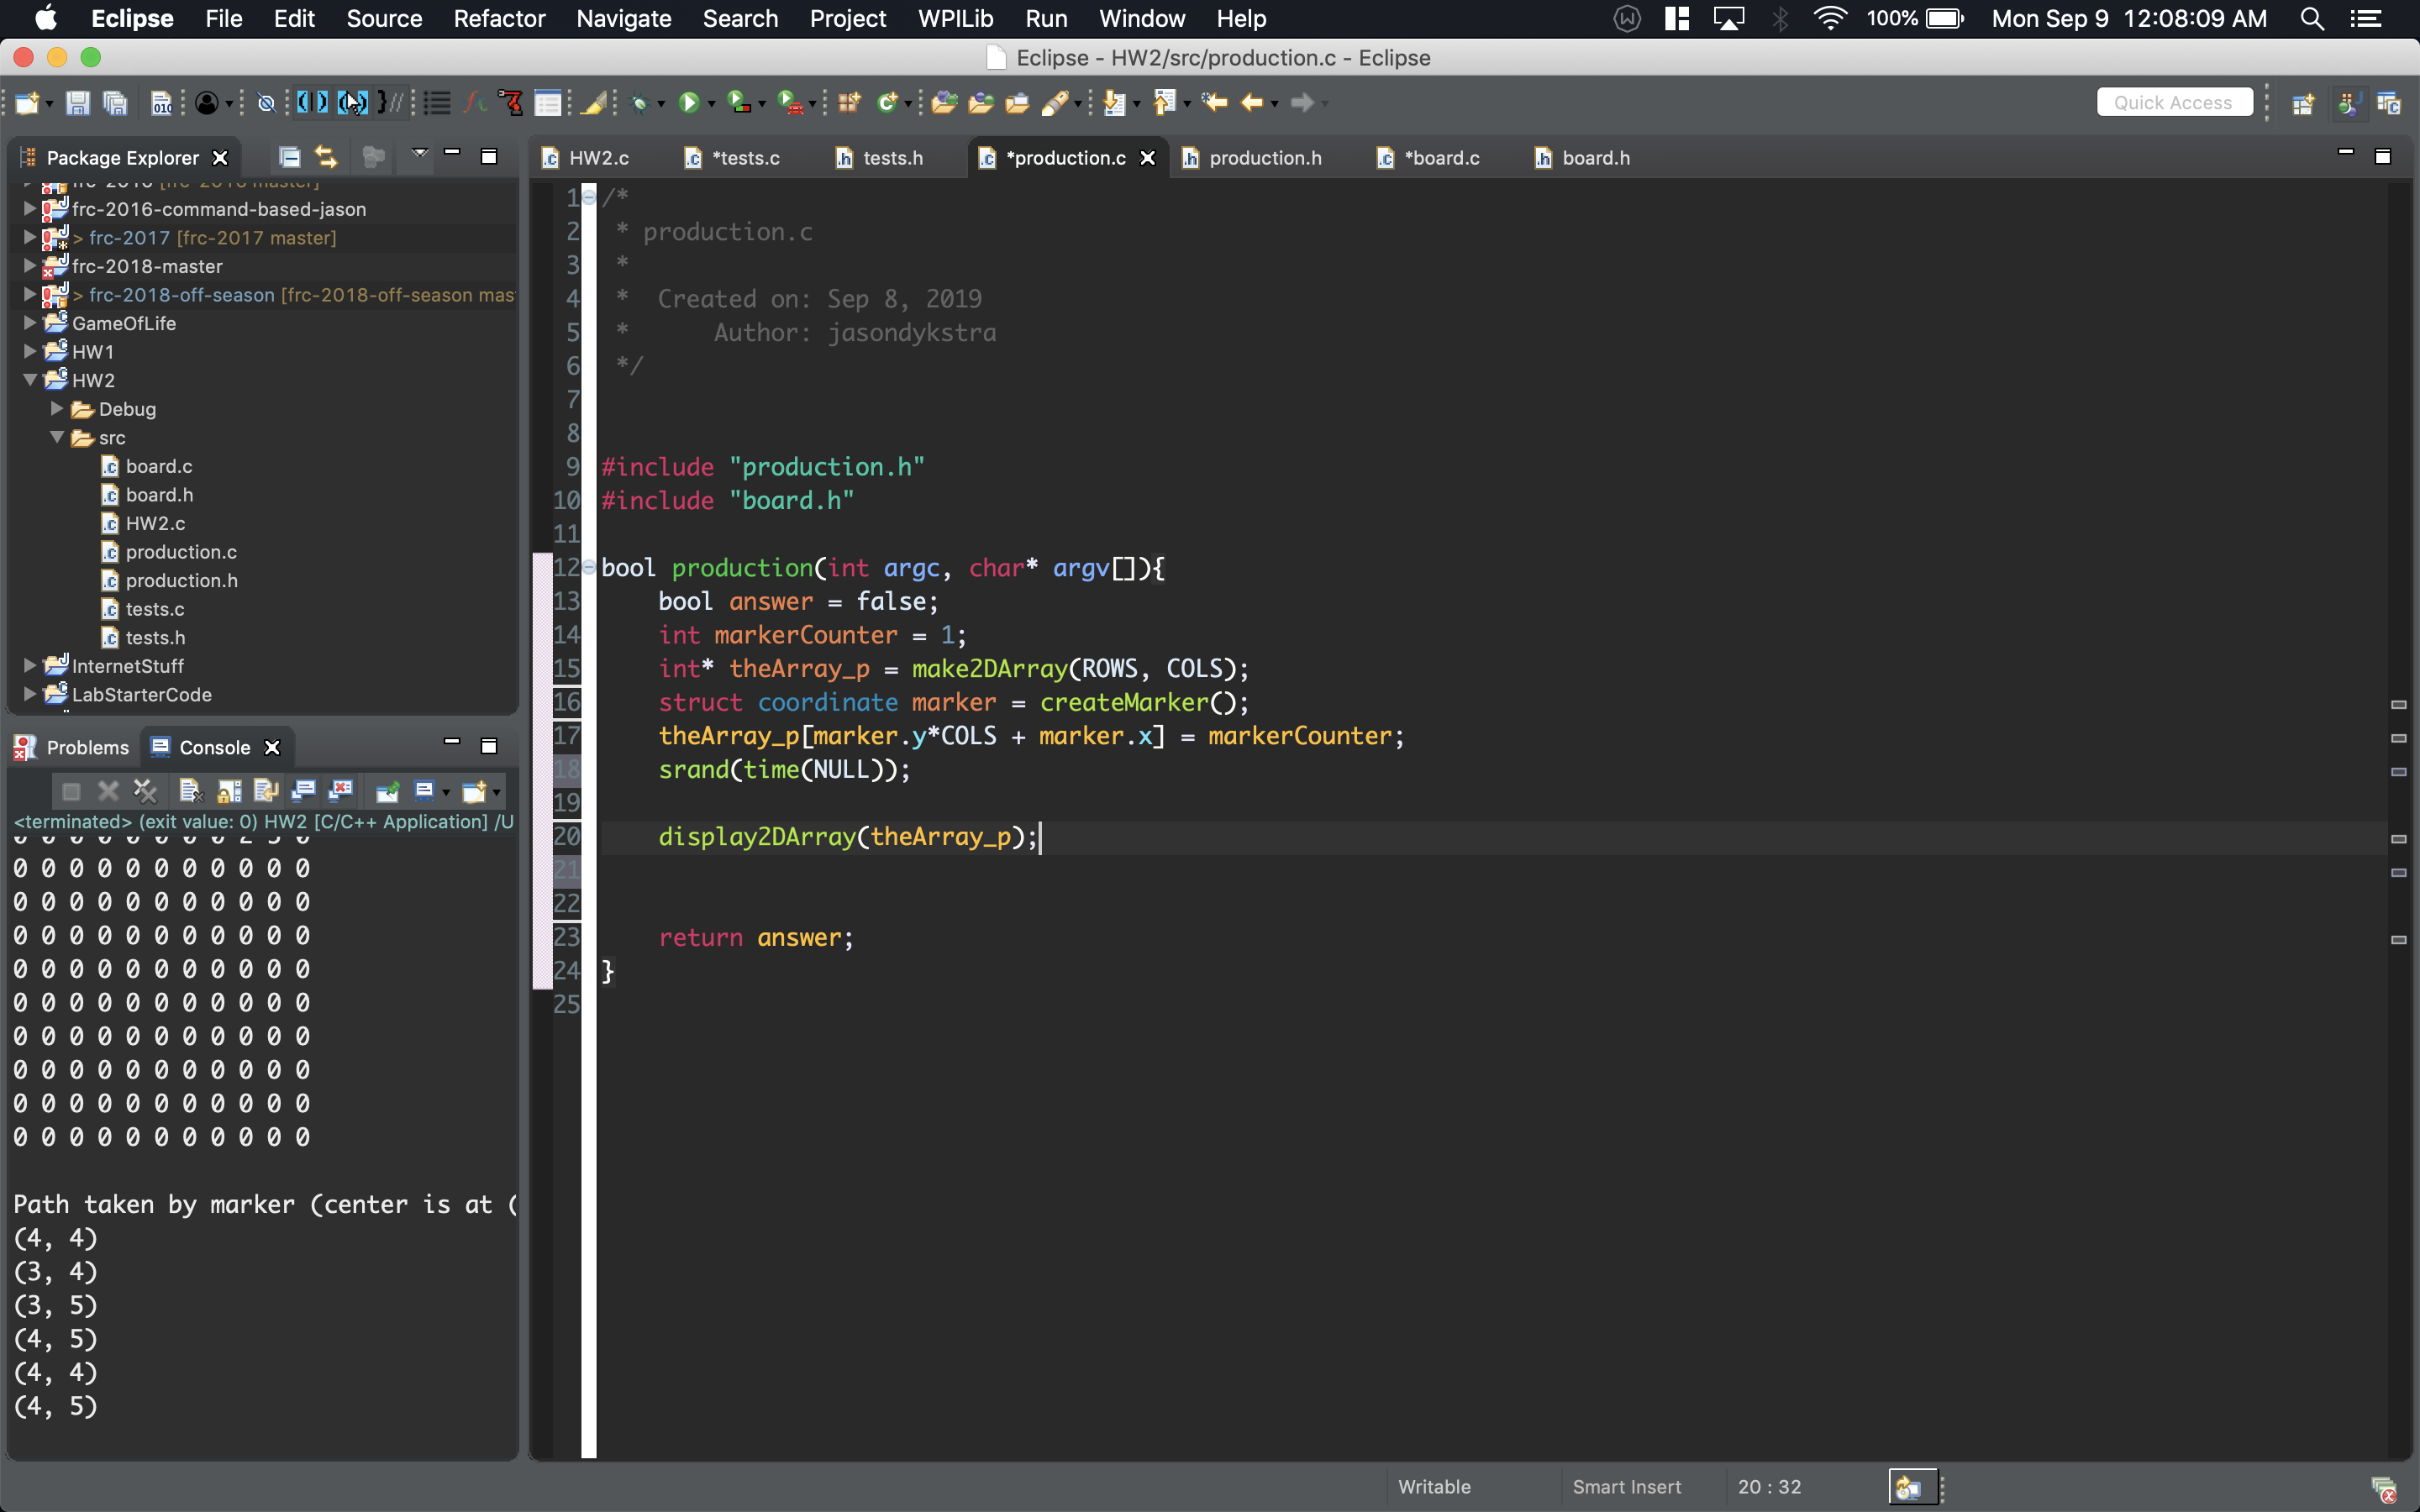 Eclipse File Edit Source Refactor Navigate Search Project WPILib Run Window Help 100% Mon Sep 9 12:08:09 AM
Eclipse - HW2/src/production.c - Eclipse
Quick Access
Package Explorer
frc-2016-command-based-jason
> frc-2017 [frc-2017 master]
frc-2018-master
> frc-2018-off-season [frc-2018-off-season mas
GameOfLife
HW1
HW2
Debug
src
board.c
board.h
HW2.c
production.c
production.h
tests.c
tests.h
InternetStuff
LabStarterCode
Problems Console
<terminated> (exit value: 0) HW2 [C/C++ Application] /U
0 0 0 0 0 0 0 0 0 0 0
0 0 0 0 0 0 0 0 0 0 0
0 0 0 0 0 0 0 0 0 0 0
0 0 0 0 0 0 0 0 0 0 0
0 0 0 0 0 0 0 0 0 0 0
0 0 0 0 0 0 0 0 0 0 0
0 0 0 0 0 0 0 0 0 0 0
0 0 0 0 0 0 0 0 0 0 0
0 0 0 0 0 0 0 0 0 0 0
Path taken by marker (center is at (
(4, 4)
(3, 4)
(3, 5)
(4, 5)
(4, 4)
(4, 5)
HW2.c *tests.c tests.h *production.c production.h *board.c board.h
1 /*
2 * production.c
3 *
4 * Created on: Sep 8, 2019
5 * Author: jasondykstra
6 */
7
8
9 #include "production.h"
10 #include "board.h"
11
12 bool production(int argc, char* argv[]){
13 bool answer = false;
14 int markerCounter = 1;
15 int* theArray_p = make2DArray(ROWS, COLS);
16 struct coordinate marker = createMarker();
17 theArray_p[marker.y*COLS + marker.x] = markerCounter;
18 srand(time(NULL));
19
20 display2DArray(theArray_p);
21
22
23 return answer;
24 }
25
Writable Smart Insert 20 : 32